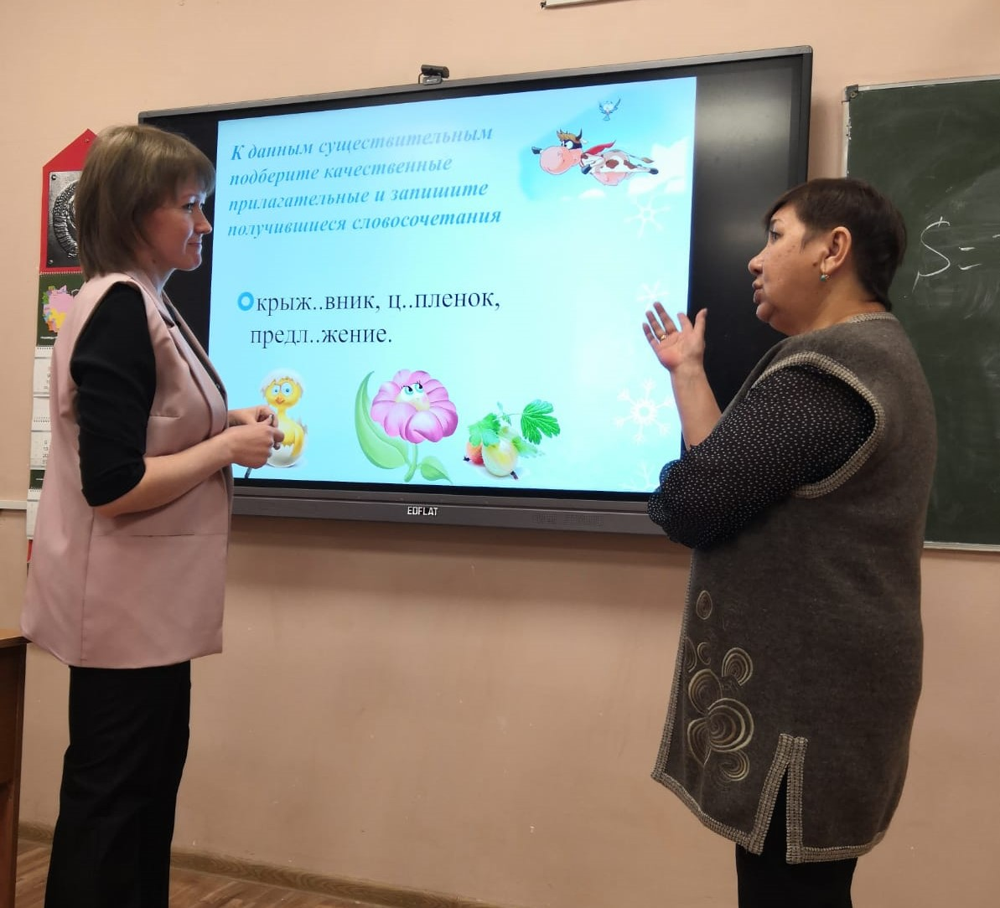 К данным существительным
подберите качественные
прилагательные и запишите
получившиеся словосочетания
крыж..вник, ц..пленок,
предл..жение.
EDFLAT
S =